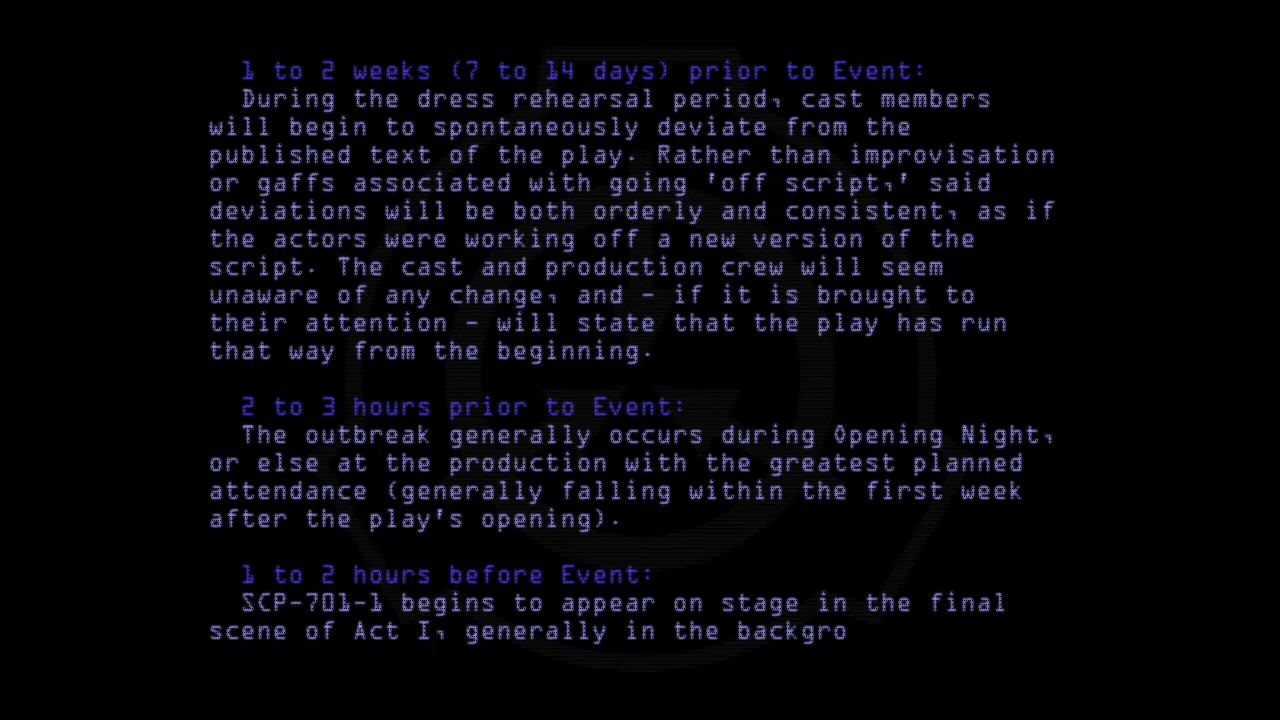 1 to 2 weeks (7 to 14 days) prior to Event:
During the dress rehearsal period, cast members
will begin to spontaneously deviate from the
published text of the play. Rather than improvisation
or gaffs associated with going 'off script,' said
deviations will be both orderly and consistent, as if
the actors were working off a new version of the
script. The cast and production crew will seem
unaware of any change, and - if it is brought to
their attention - will state that the play has run
that way from the beginning.
2 to 3 hours prior to Event:
The outbreak generally occurs during Opening Night,
or else at the production with the greatest planned
attendance (generally falling within the first week
after the play's opening).
1 to 2 hours before Event:
SCP-701-1 begins to appear on stage in the final
scene of Act I, generally in the backgro